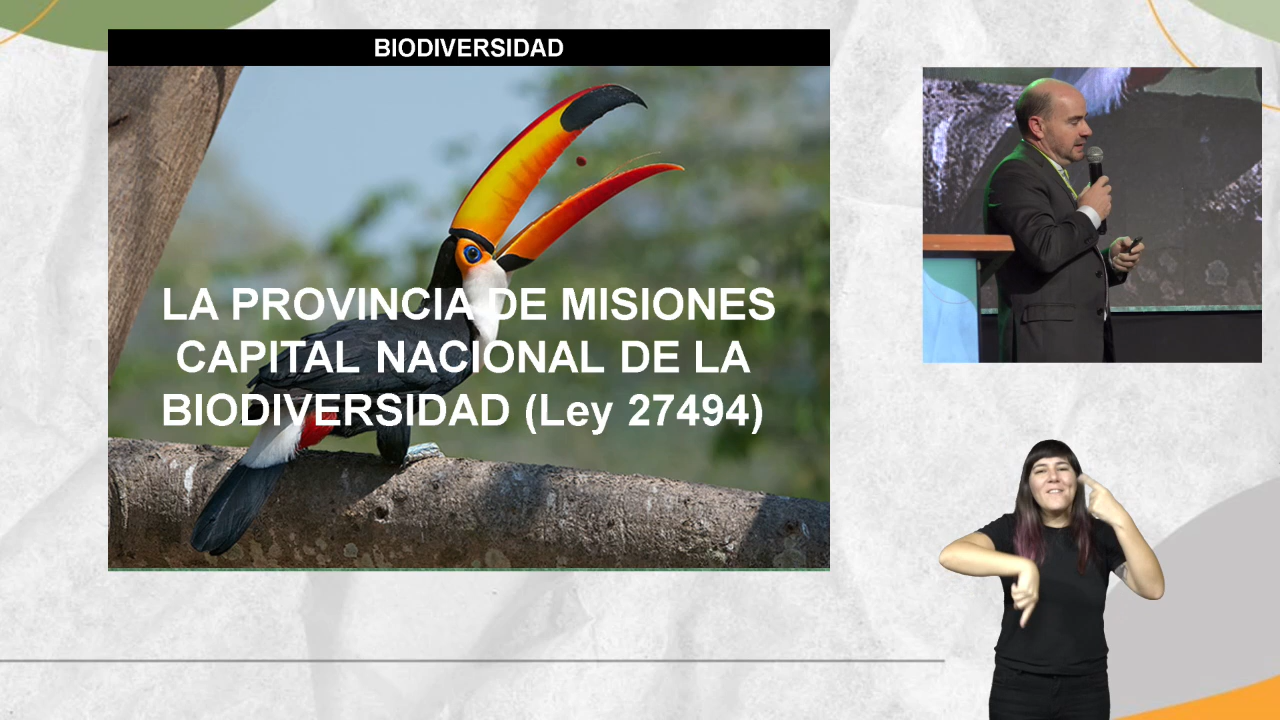 BIODIVERSIDAD
LA PROVINCIA DE MISIONES
CAPITAL NACIONAL DE LA
BIODIVERSIDAD (Ley 27494)